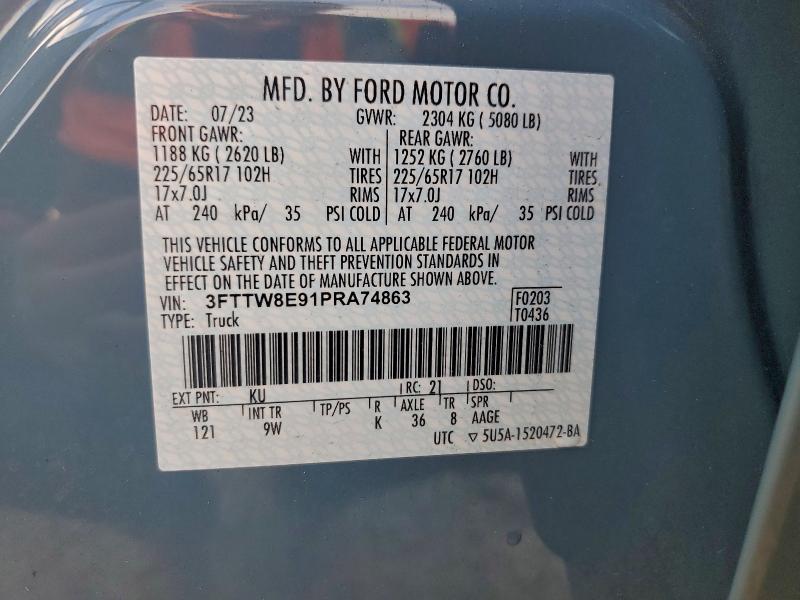 MFD. BY FORD MOTOR CO.
DATE: 07/23 GVWR: 2304 KG ( 5080 LB)
FRONT GAWR: REAR GAWR:
1188 KG ( 2620 LB) WITH 1252 KG ( 2760 LB) WITH
225/65R17 102H TIRES 225/65R17 102H TIRES
17x7.0J RIMS 17x7.0J RIMS
AT 240 kPa/ 35 PSI COLD AT 240 kPa/ 35 PSI COLD
THIS VEHICLE CONFORMS TO ALL APPLICABLE FEDERAL MOTOR
VEHICLE SAFETY AND THEFT PREVENTION STANDARDS IN
EFFECT ON THE DATE OF MANUFACTURE SHOWN ABOVE.
VIN: 3FTTW8E91PRA74863 F0203
TYPE: Truck T0436
EXT PNT: KU RC: 21 DSO:
WB INT TR TP/PS R AXLE TR SPR
121 9W K 36 8 AAGE
UTC ▽ 5U5A-1520472-BA